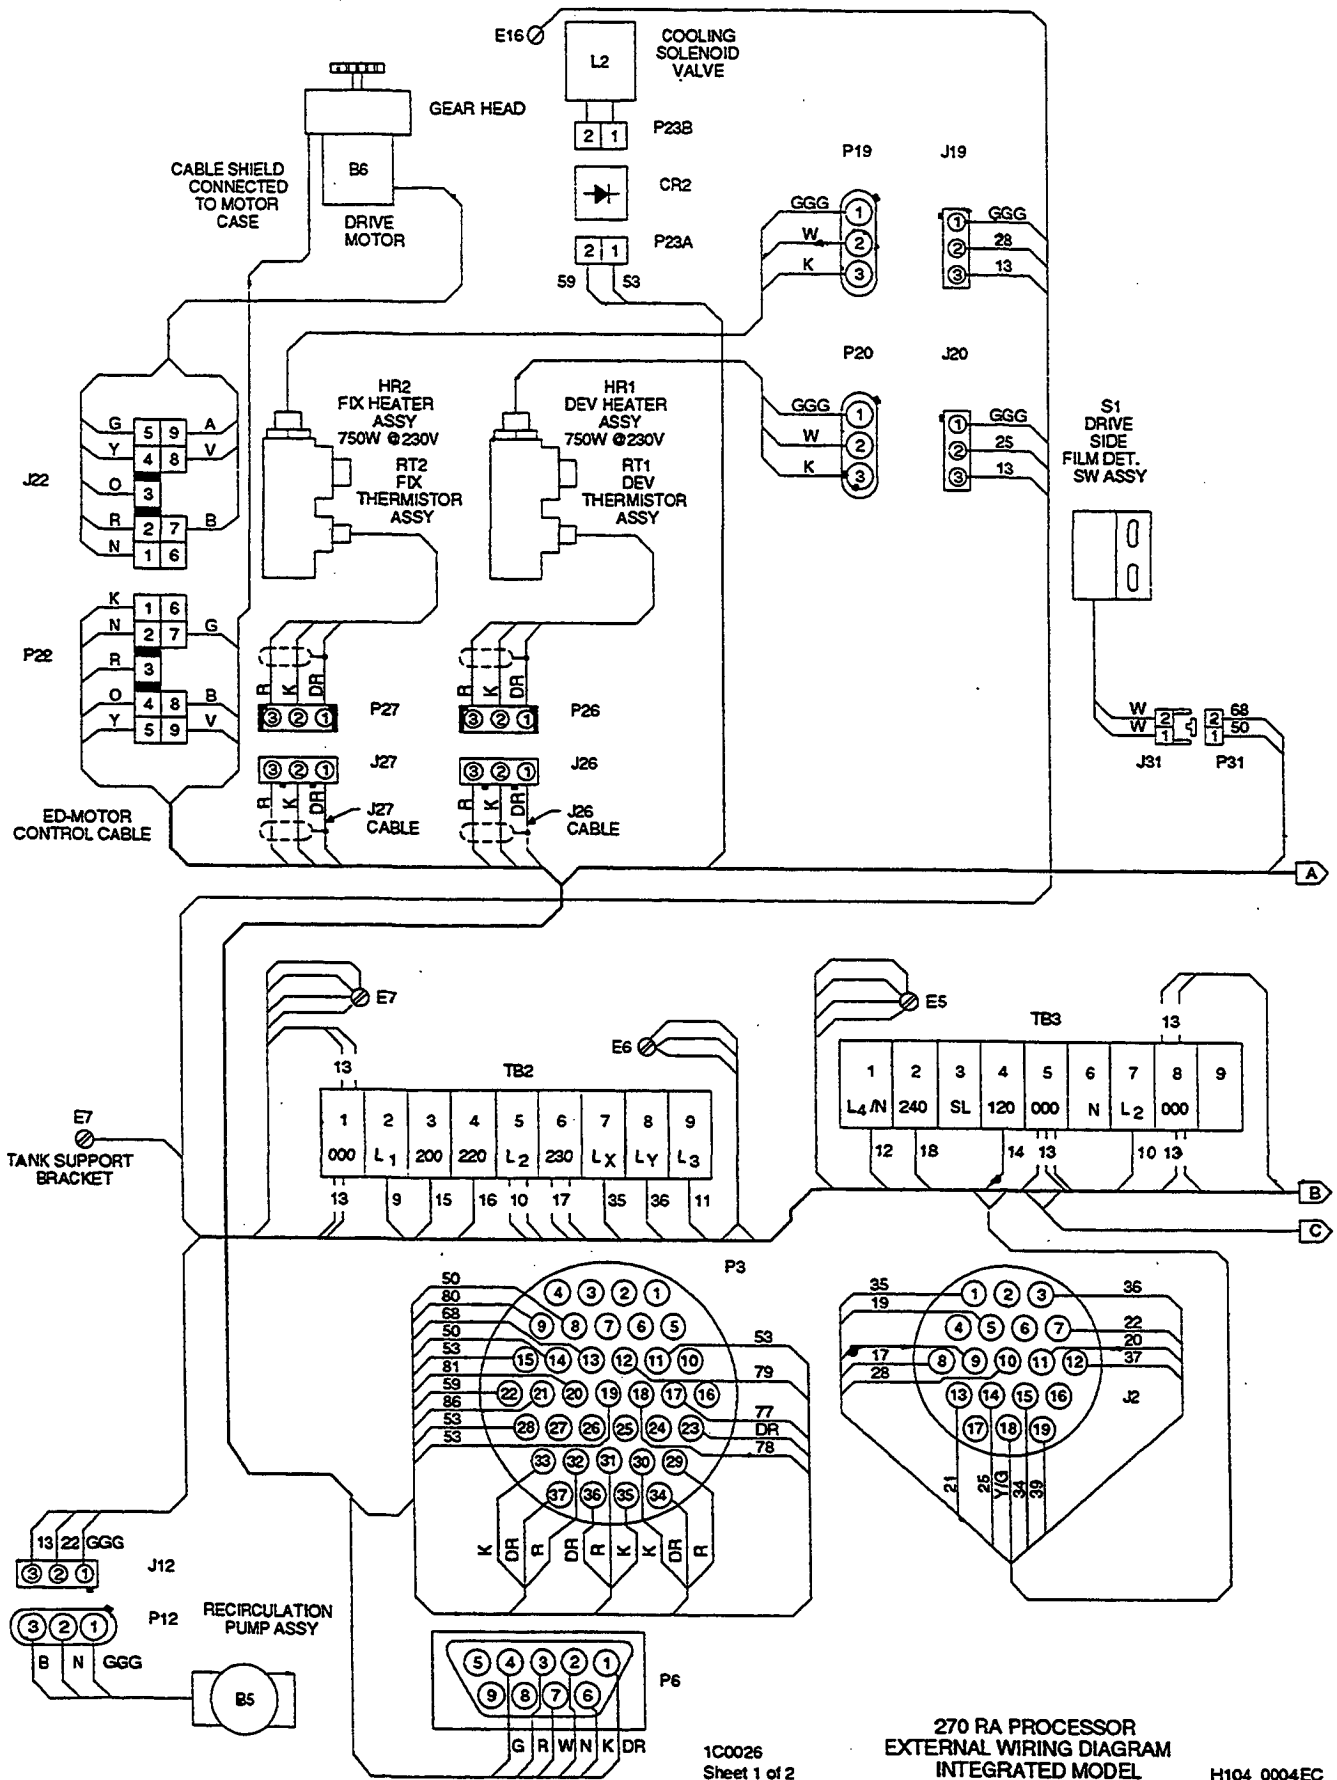 E16
L2
COOLING
SOLENOID
VALVE
GEAR HEAD
P23B
2 1
CABLE SHIELD
CONNECTED
TO MOTOR
CASE
B6
DRIVE
MOTOR
CR2
P23A
2 1
59 53
P19
GGG 1
W 2
K 3
J19
1 GGG
2 28
3 13
P20
GGG 1
W 2
K 3
J20
1 GGG
2 25
3 13
HR2
FIX HEATER
ASSY
750W @230V
RT2
FIX
THERMISTOR
ASSY
HR1
DEV HEATER
ASSY
750W @230V
RT1
DEV
THERMISTOR
ASSY
S1
DRIVE
SIDE
FILM DET.
SW ASSY
J22
G 5 9 A
Y 4 8 V
O 3
R 2 7 B
N 1 6
P22
K 1 6
N 2 7 G
R 3
O 4 8 B
Y 5 9 V
R K DR
3 2 1
P27
R K DR
3 2 1
P26
3 2 1
J27
R K DR
J27
CABLE
3 2 1
J26
R K DR
J26
CABLE
W 2
W 1
J31
2 68
1 50
P31
ED-MOTOR
CONTROL CABLE
A
E7
E6
13
TB2
1 2 3 4 5 6 7 8 9
000 L1 200 220 L2 230 LX LY L3
13 9 15 16 10 17 35 36 11
E5
TB3
13
1 2 3 4 5 6 7 8 9
L4/N 240 SL 120 000 N L2 000
12 18 14 13 10 13
E7
TANK SUPPORT
BRACKET
B
C
P3
50
80
68
50
53
81
59
86
53
53
4 3 2 1
9 8 7 6 5
15 14 13 12 11 10
22 21 20 19 18 17 16
28 27 26 25 24 23
33 32 31 30 29
37 36 35 34
53
79
77
DR
78
K DR R DR R K K DR R
J2
35
19
17
28
1 2 3
4 5 6 7
8 9 10 11 12
13 14 15 16
17 18 19
36
22
20
37
21 25 Y/G 34 39
13 22 GGG
3 2 1
J12
3 2 1
P12
B N GGG
RECIRCULATION
PUMP ASSY
B5
5 4 3 2 1
9 8 7 6
P6
G R W N K DR
1C0026
Sheet 1 of 2
270 RA PROCESSOR
EXTERNAL WIRING DIAGRAM
INTEGRATED MODEL
H104_0004EC